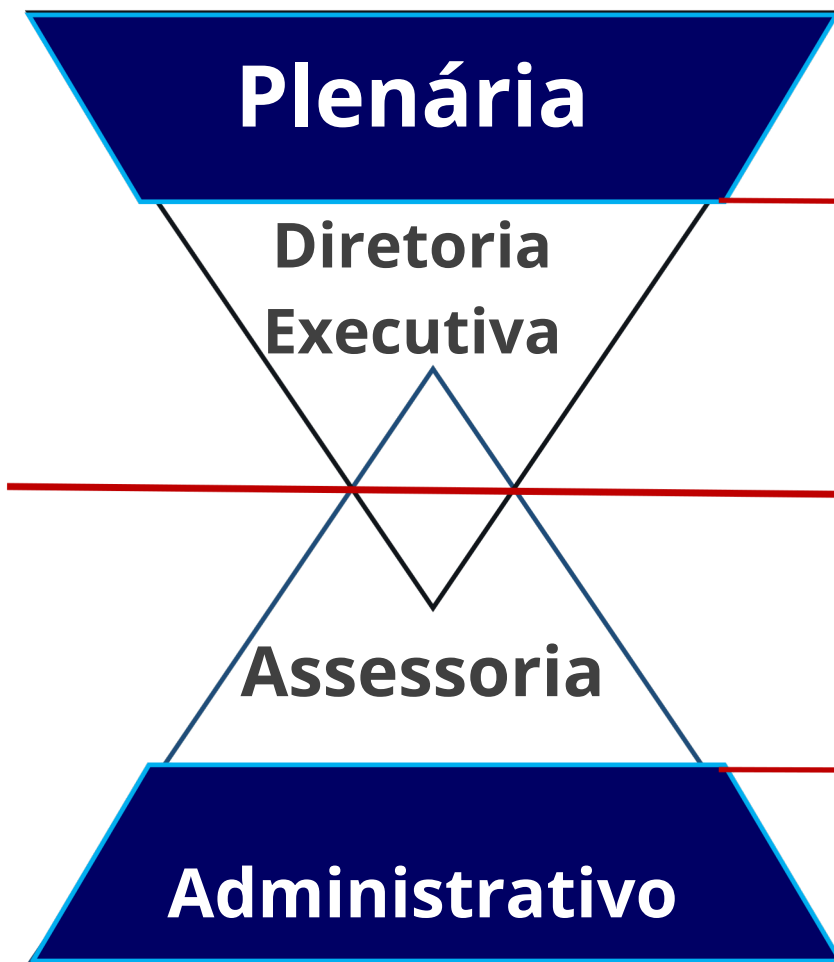 Plenária
Diretoria
Executiva
Assessoria
Administrativo